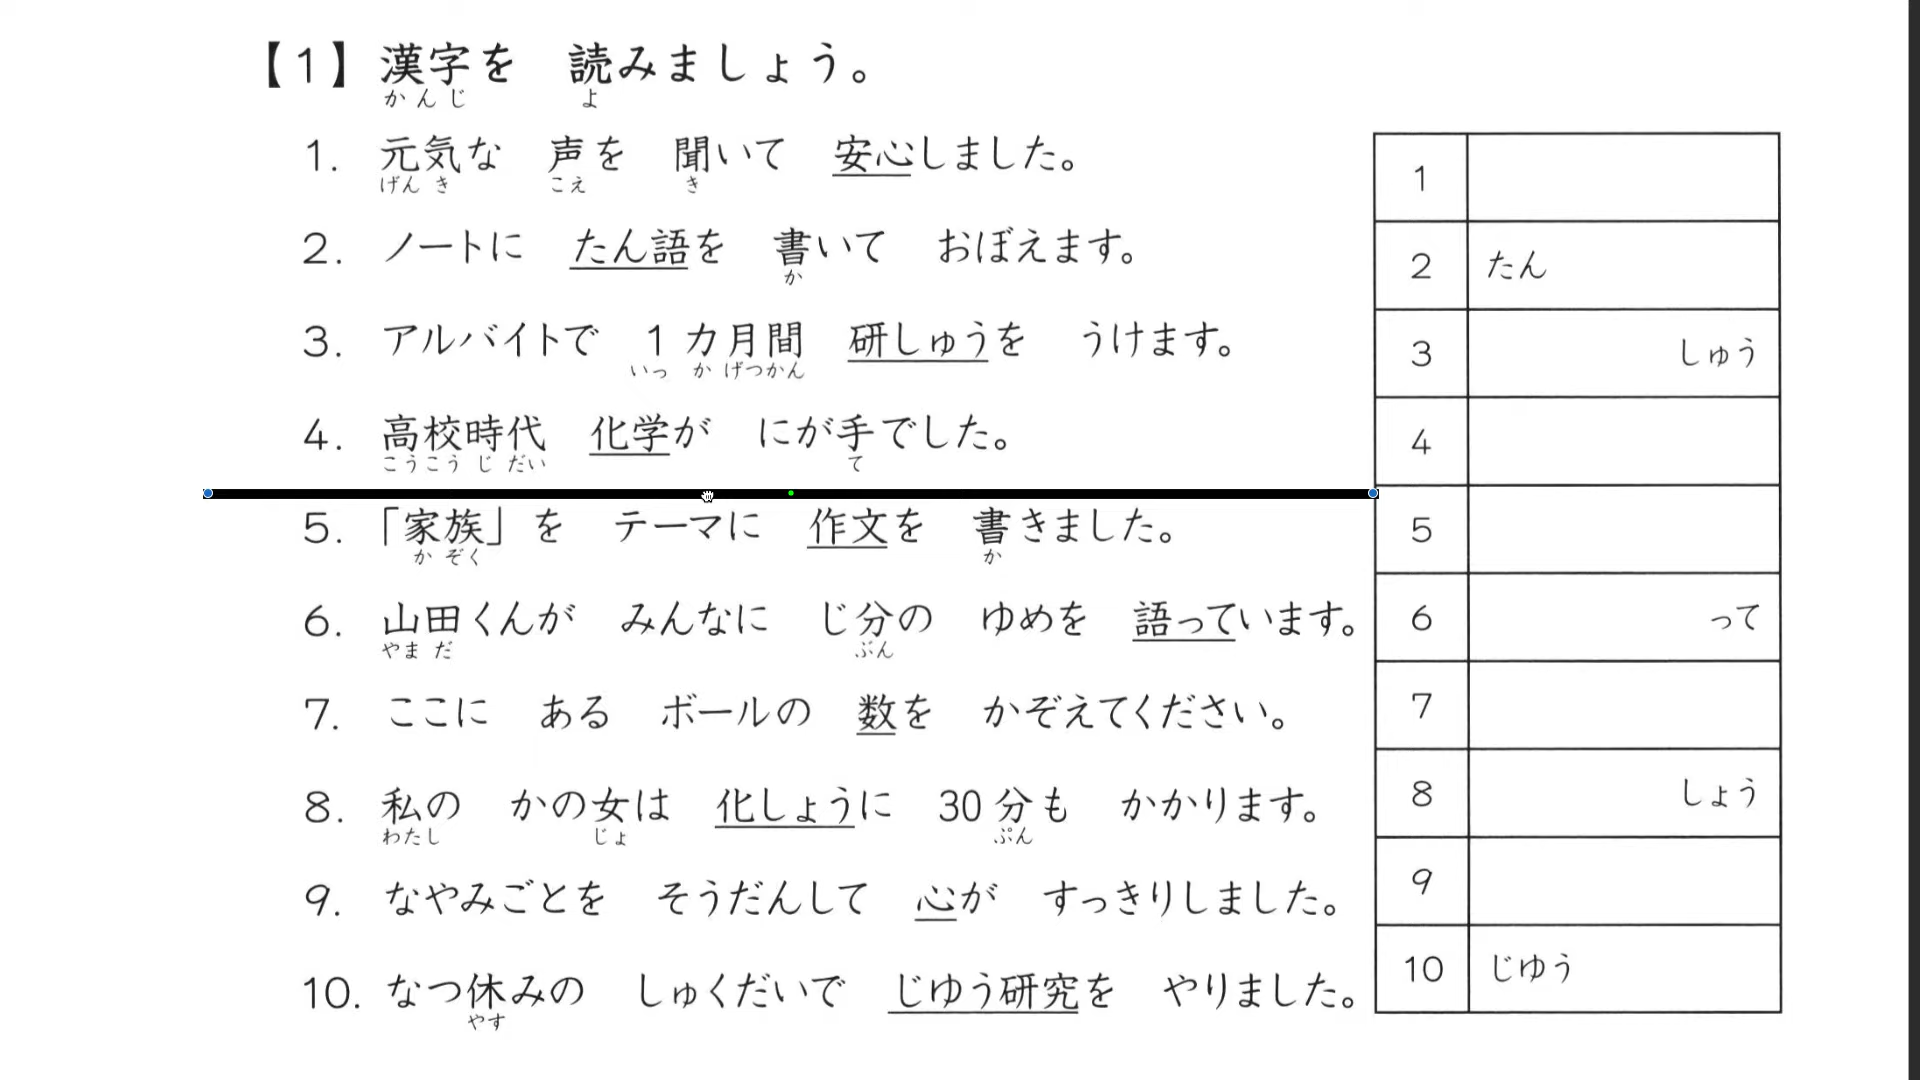 【1】漢字を 読みましょう。
かんじ よ
1. 元気な 声を 聞いて 安心しました。
げんき こえ き
2. ノートに たん語を 書いて おぼえます。
か
3. アルバイトで 1カ月間 研しゅうを うけます。
いっ か げつかん
4. 高校時代 化学が にが手でした。
こうこう じ だい て
5. 「家族」を テーマに 作文を 書きました。
か ぞく か
6. 山田くんが みんなに じ分の ゆめを 語っています。
やま だ ぶん
7. ここに ある ボールの 数を かぞえてください。
8. 私の かの女は 化しょうに 30分も かかります。
わたし じょ ぷん
9. なやみごとを そうだんして 心が すっきりしました。
10. なつ休みの しゅくだいで じゆう研究を やりました。
やす
1
2 たん
3 しゅう
4
5
6 って
7
8 しょう
9
10 じゆう